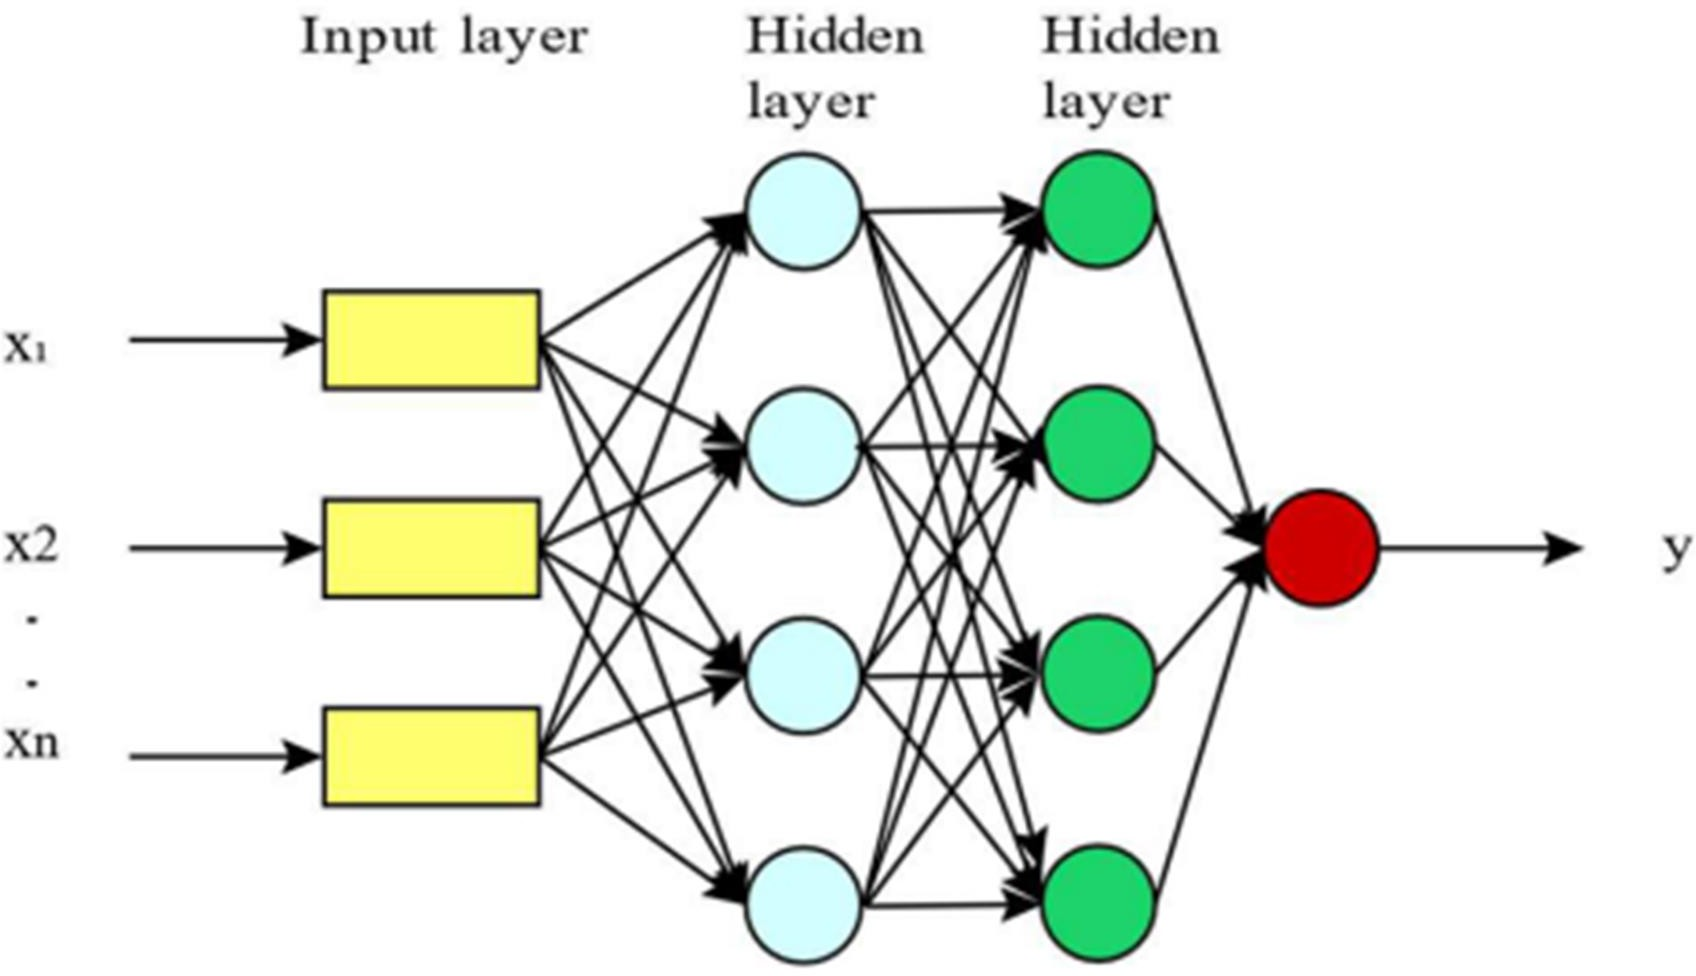 Input layer
Hidden
layer
Hidden
layer
x₁
x2
-
-
xn
y